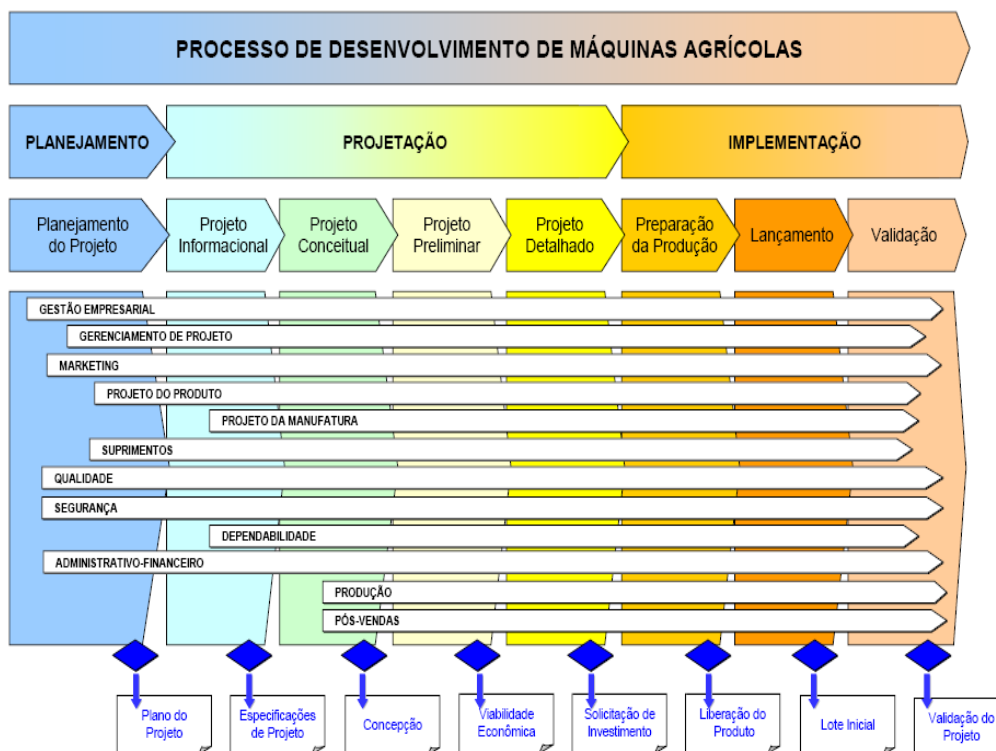 PROCESSO DE DESENVOLVIMENTO DE MÁQUINAS AGRÍCOLAS
PLANEJAMENTO
PROJETAÇÃO
IMPLEMENTAÇÃO
Planejamento
do Projeto
Projeto
Informacional
Projeto
Conceitual
Projeto
Preliminar
Projeto
Detalhado
Preparação
da Produção
Lançamento
Validação
GESTÃO EMPRESARIAL
GERENCIAMENTO DE PROJETO
MARKETING
PROJETO DO PRODUTO
PROJETO DA MANUFATURA
SUPRIMENTOS
QUALIDADE
SEGURANÇA
DEPENDABILIDADE
ADMINISTRATIVO-FINANCEIRO
PRODUÇÃO
PÓS-VENDAS
Plano do
Projeto
Especificações
de Projeto
Concepção
Viabilidade
Econômica
Solicitação de
Investimento
Liberação do
Produto
Lote Inicial
Validação do
Projeto